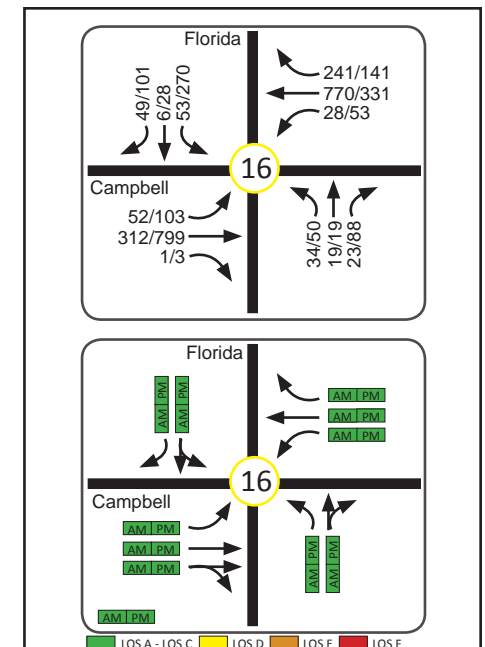 Florida
49/101
6/28
53/270
241/141
770/331
28/53
16
Campbell
52/103
312/799
1/3
34/50
19/19
23/88
Florida
AM PM
AM PM
AM PM
AM PM
AM PM
16
Campbell
AM PM
AM PM
AM PM
AM PM
AM PM
AM PM
LOS A - LOS C
LOS D
LOS E
LOS F